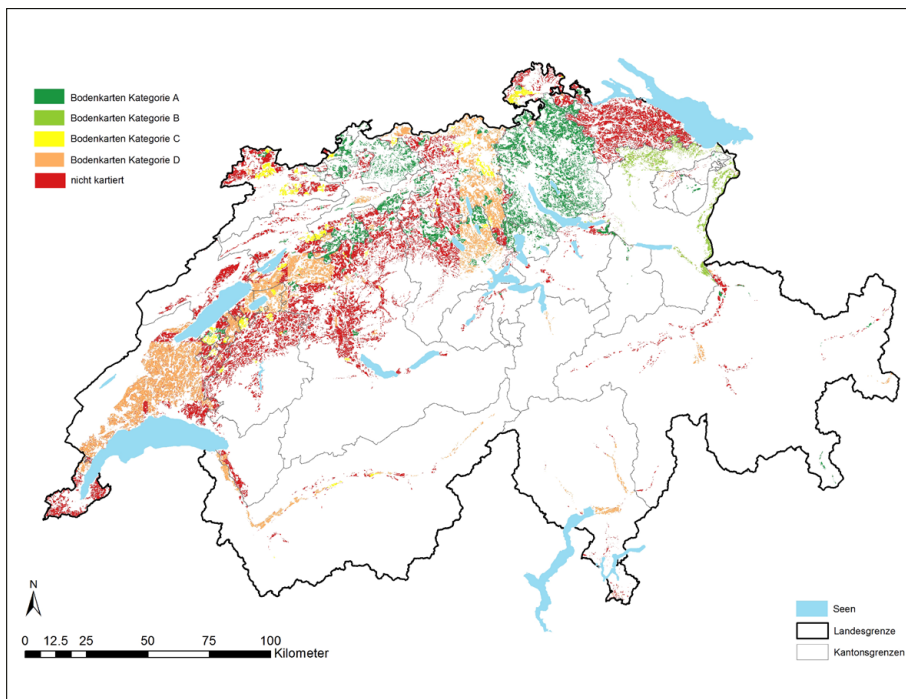 Bodenkarten Kategorie A
Bodenkarten Kategorie B
Bodenkarten Kategorie C
Bodenkarten Kategorie D
nicht kartiert
N
0 12.5 25 50 75 100
Kilometer
Seen
Landesgrenze
Kantonsgrenzen